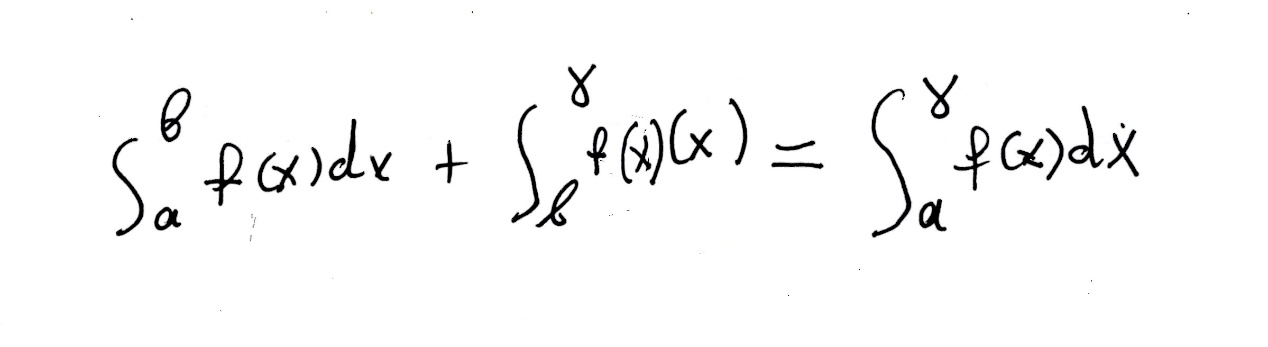 ∫_a^β f(x)dx + ∫_β^γ f(x)(x) = ∫_a^γ f(x)dx